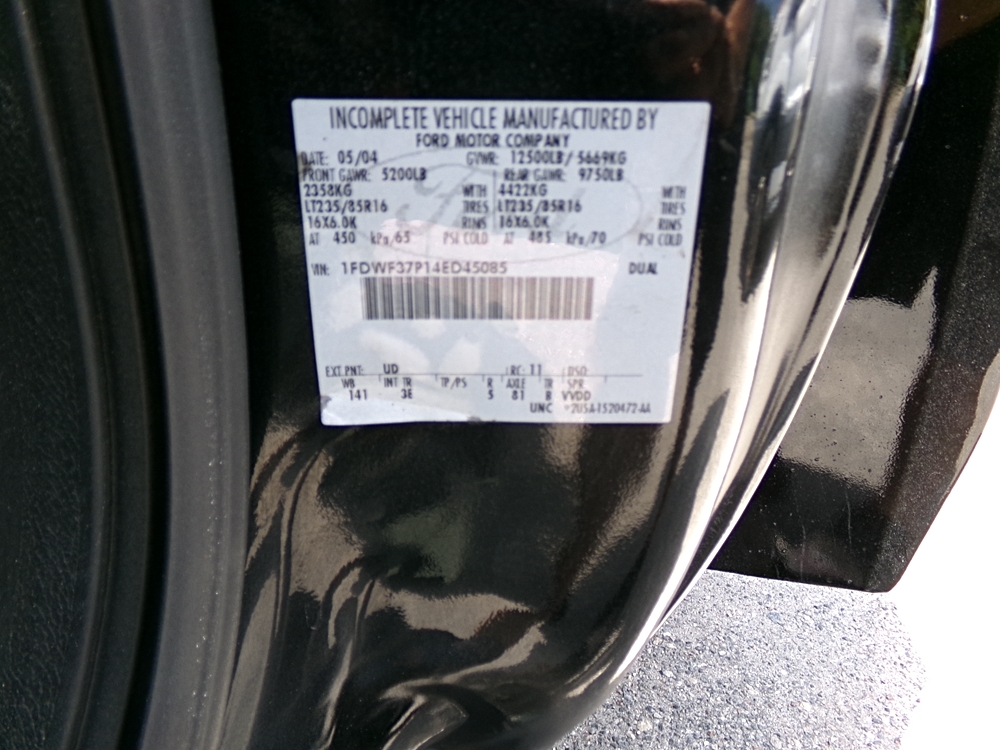 INCOMPLETE VEHICLE MANUFACTURED BY
FORD MOTOR COMPANY
DATE: 05/04 GVWR: 12500LB/ 5669KG
FRONT GAWR: 5200LB REAR GAWR: 9750LB
2358KG WITH 4422KG WITH
LT235/85R16 TIRES LT235/85R16 TIRES
16X6.0K RIMS 16X6.0K RIMS
AT 450 kPa/65 PSI COLD AT 485 kPa/70 PSI COLD
VIN: 1FDWF37P14ED45085 DUAL
EXT PNT: UD RC: 11 DSO:
WB INT TR TP/PS R AXLE TR SPR
141 3E 5 81 B VVDD
UNC